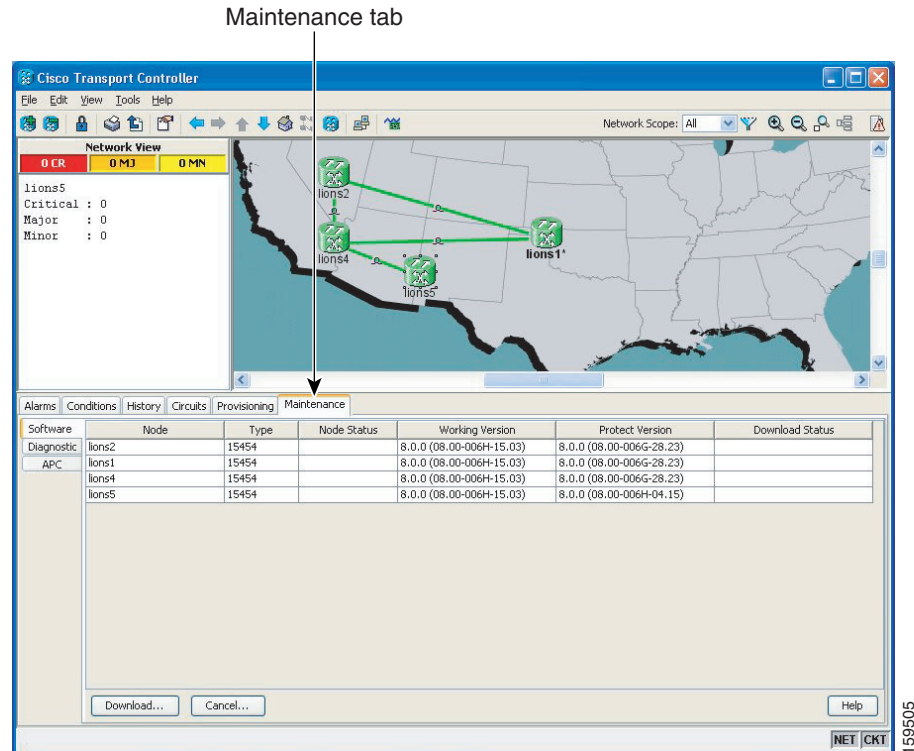 Maintenance tab
Cisco Transport Controller
File Edit View Tools Help
Network Scope: All
Network View
0 CR 0 MJ 0 MN
lions5
Critical : 0
Major : 0
Minor : 0
lions2
lions4
lions5
lions1*
Alarms Conditions History Circuits Provisioning Maintenance
Software
Diagnostic
APC
Node Type Node Status Working Version Protect Version Download Status
lions2 15454 8.0.0 (08.00-006H-15.03) 8.0.0 (08.00-006G-28.23)
lions1 15454 8.0.0 (08.00-006H-15.03) 8.0.0 (08.00-006G-28.23)
lions4 15454 8.0.0 (08.00-006H-15.03) 8.0.0 (08.00-006G-28.23)
lions5 15454 8.0.0 (08.00-006H-15.03) 8.0.0 (08.00-006H-04.15)
Download... Cancel... Help
NET CKT
159505